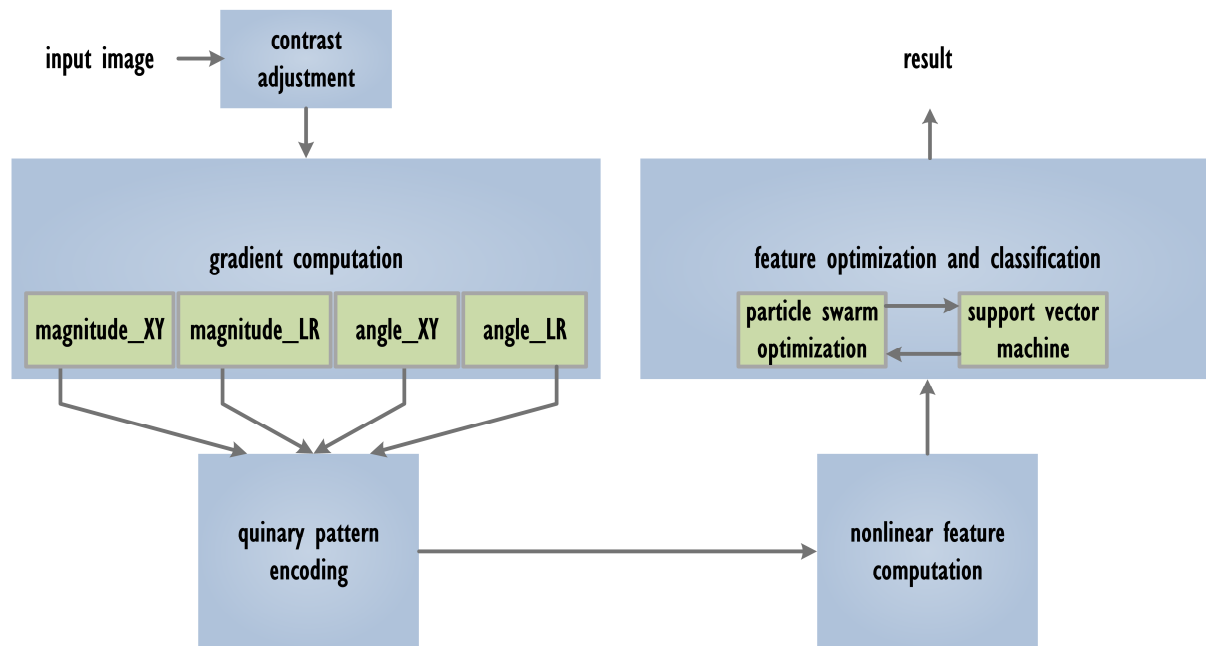 input image
contrast
adjustment
gradient computation
magnitude_XY
magnitude_LR
angle_XY
angle_LR
quinary pattern
encoding
nonlinear feature
computation
feature optimization and classification
particle swarm
optimization
support vector
machine
result